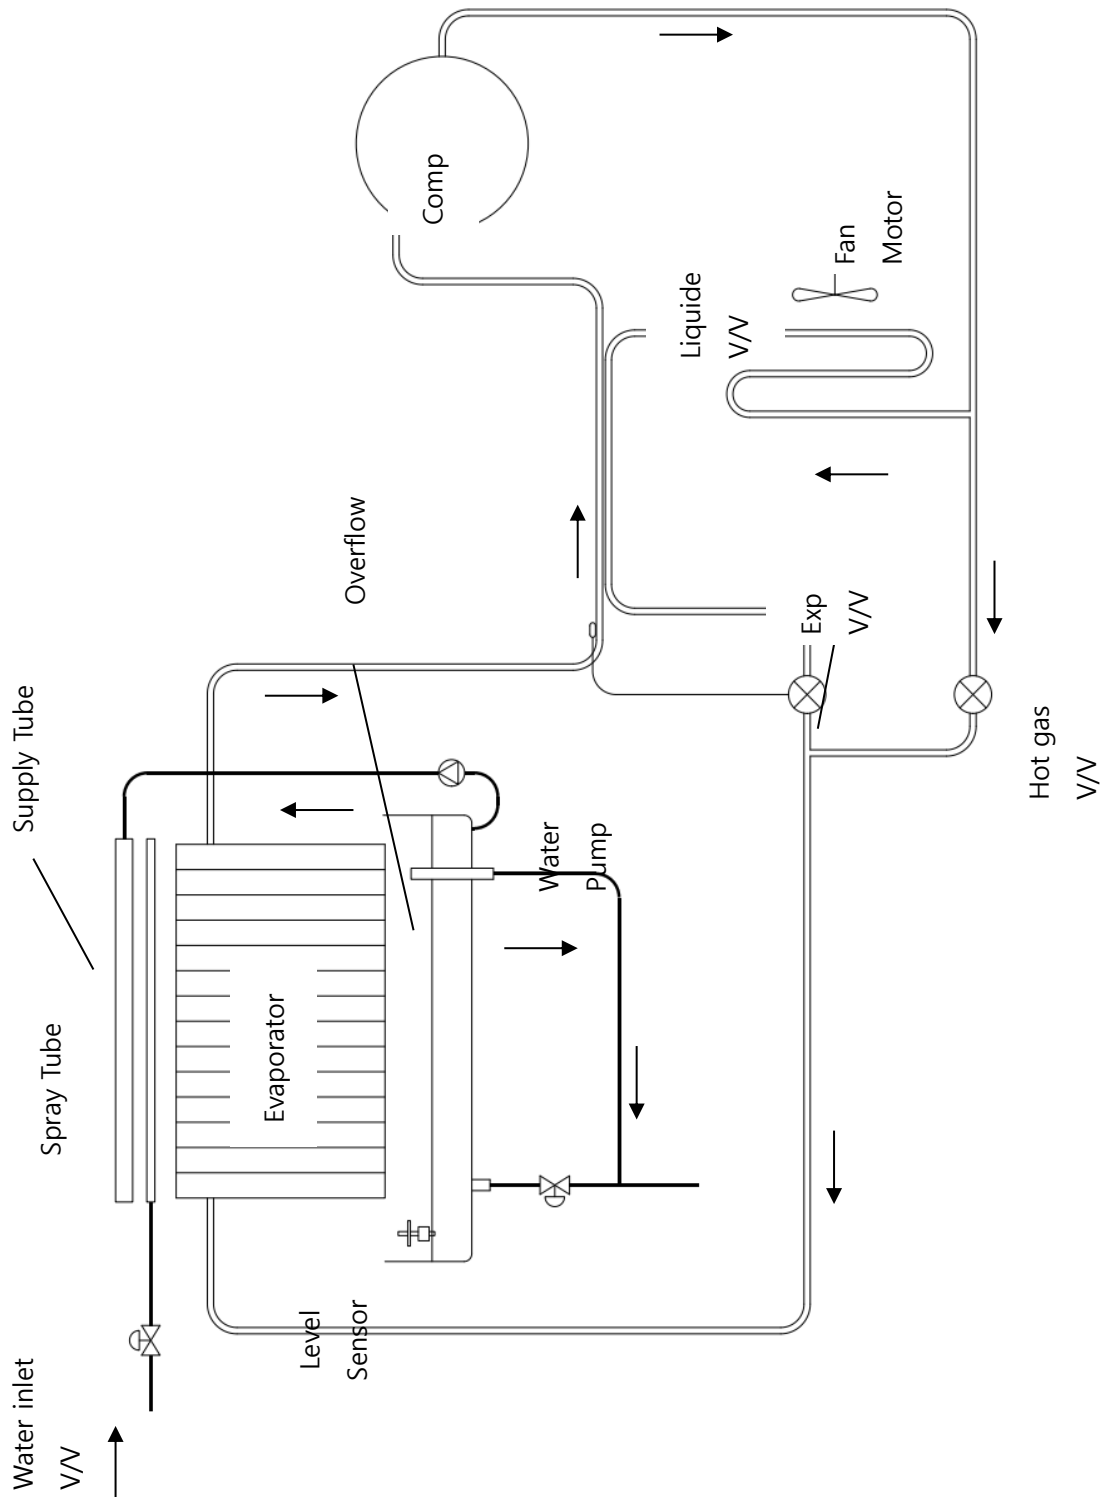 Water inlet
V/V
Spray Tube
Supply Tube
Level
Sensor
Evaporator
Overflow
Water
Pump
Comp
Liquide
V/V
Fan
Motor
Exp
V/V
Hot gas
V/V